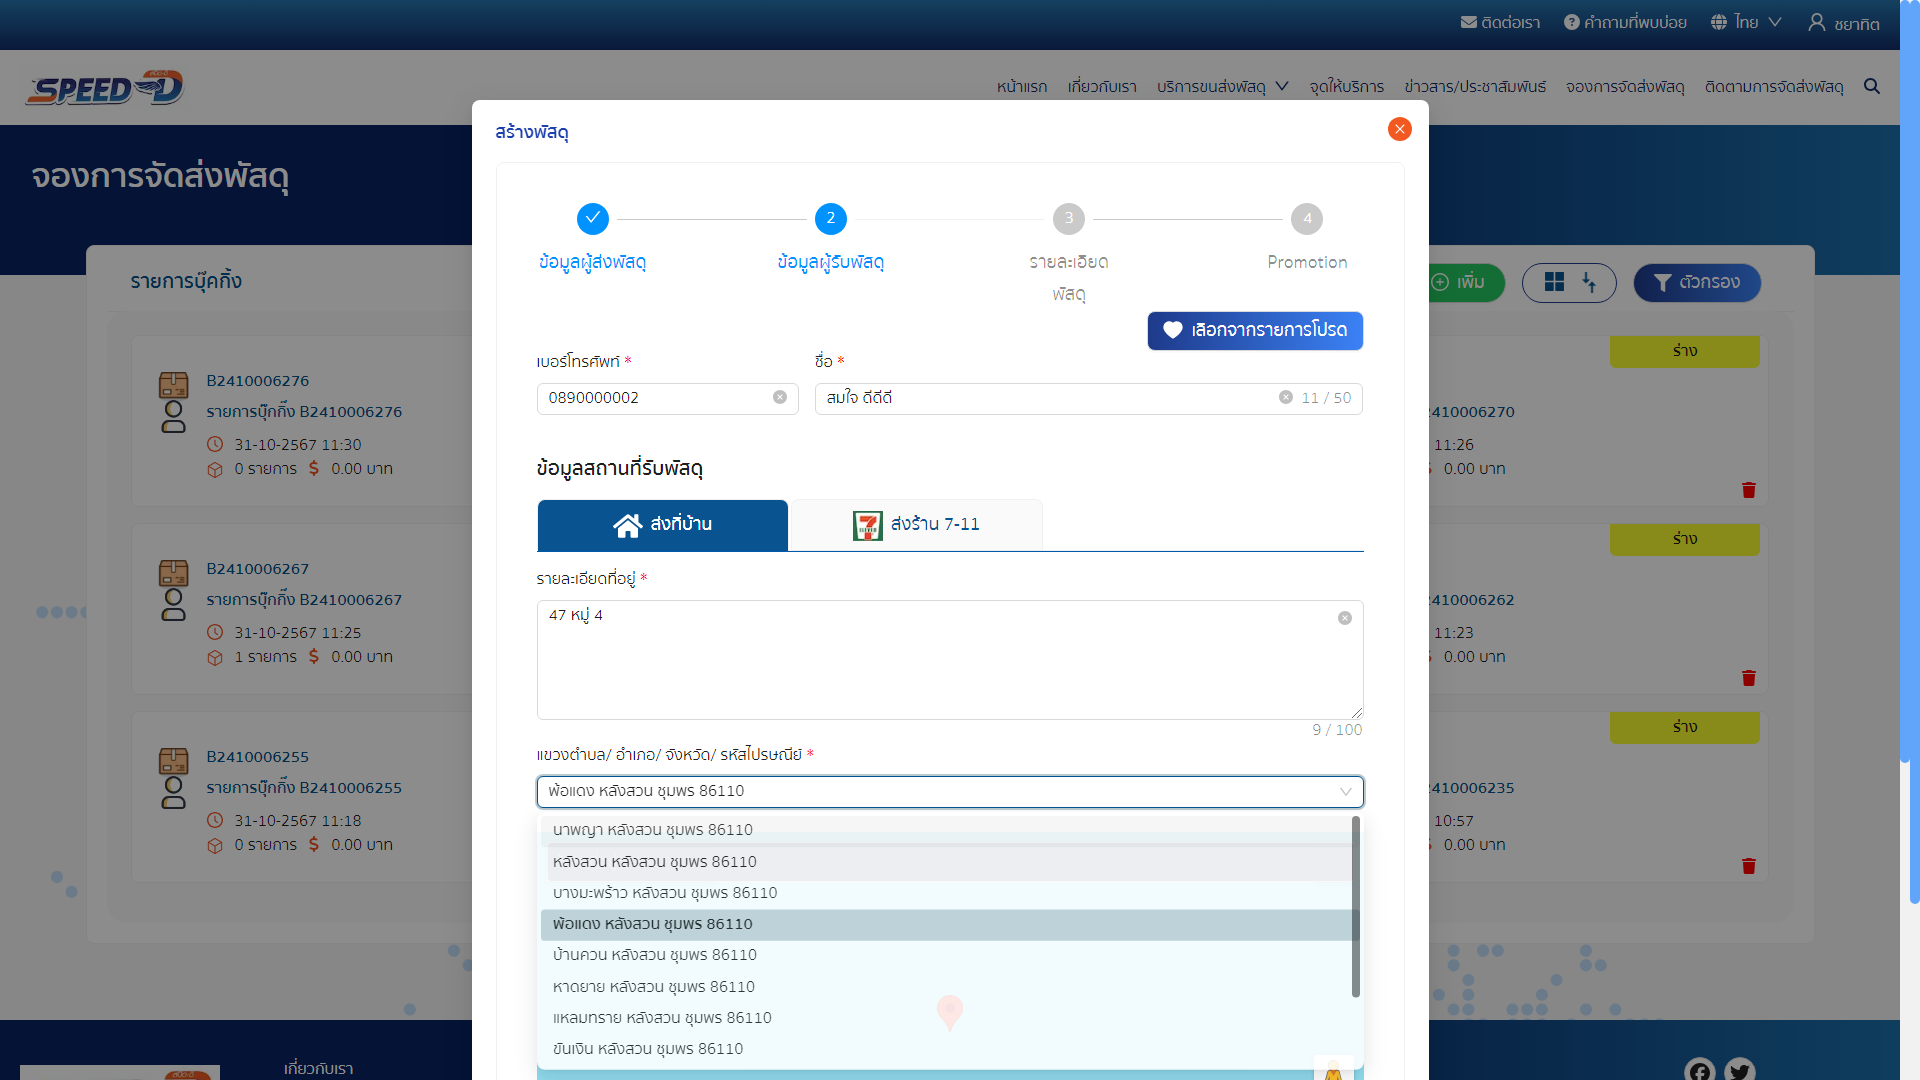 ติดต่อเรา คำถามที่พบบ่อย ไทย ชยาทิต
SPEED-D หน้าแรก เกี่ยวกับเรา บริการขนส่งพัสดุ จุดให้บริการ ข่าวสาร/ประชาสัมพันธ์ จองการจัดส่งพัสดุ ติดตามการจัดส่งพัสดุ
จองการจัดส่งพัสดุ
รายการบุ๊คกิ้ง
เพิ่ม ตัวกรอง
B2410006276
รายการบุ๊กกิ๊ง B2410006276
31-10-2567 11:30
0 รายการ 0.00 บาท
B2410006267
รายการบุ๊กกิ๊ง B2410006267
31-10-2567 11:25
1 รายการ 0.00 บาท
B2410006255
รายการบุ๊กกิ๊ง B2410006255
31-10-2567 11:18
0 รายการ 0.00 บาท
สร้างพัสดุ
2 3 4
ข้อมูลผู้ส่งพัสดุ ข้อมูลผู้รับพัสดุ รายละเอียด Promotion
พัสดุ
เลือกจากรายการโปรด
เบอร์โทรศัพท์ * ชื่อ *
0890000002 สมใจ ดีดีดี 11 / 50
ข้อมูลสถานที่รับพัสดุ
ส่งที่บ้าน ส่งร้าน 7-11
รายละเอียดที่อยู่ *
47 หมู่ 4
9 / 100
แขวงตำบล/ อำเภอ/ จังหวัด/ รหัสไปรษณีย์ *
พ้อแดง หลังสวน ชุมพร 86110
นาพญา หลังสวน ชุมพร 86110
หลังสวน หลังสวน ชุมพร 86110
บางมะพร้าว หลังสวน ชุมพร 86110
พ้อแดง หลังสวน ชุมพร 86110
บ้านควน หลังสวน ชุมพร 86110
หาดยาย หลังสวน ชุมพร 86110
แหลมทราย หลังสวน ชุมพร 86110
ขันเงิน หลังสวน ชุมพร 86110
ร่าง
2410006270
11:26
0.00 บาท
ร่าง
2410006262
11:23
0.00 บาท
ร่าง
2410006235
10:57
0.00 บาท
เกี่ยวกับเรา